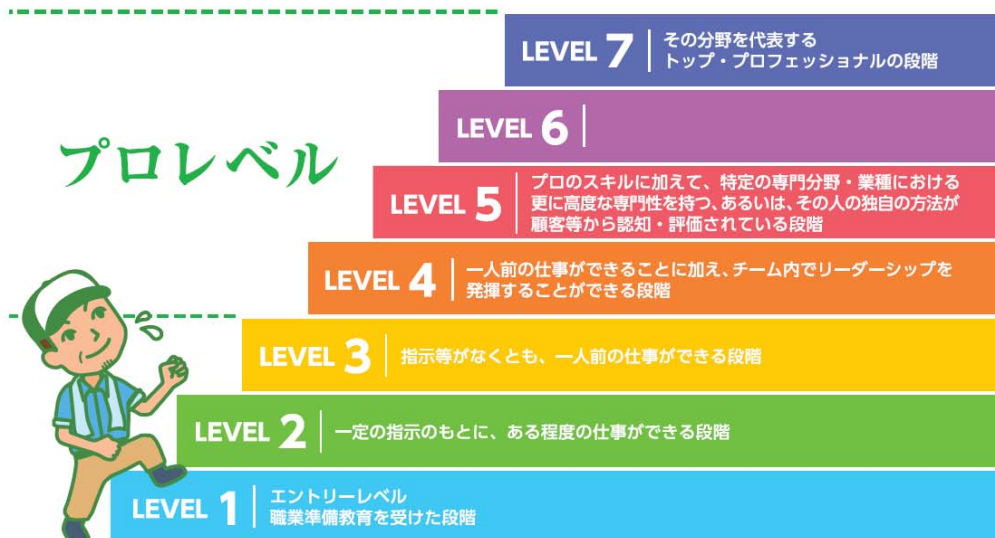 LEVEL 7
その分野を代表する
トップ・プロフェッショナルの段階
LEVEL 6
プロレベル
LEVEL 5
プロのスキルに加えて、特定の専門分野・業種における
更に高度な専門性を持つ、あるいは、その人の独自の方法が
顧客等から認知・評価されている段階
LEVEL 4
一人前の仕事ができることに加え、チーム内でリーダーシップを
発揮することができる段階
LEVEL 3
指示等がなくとも、一人前の仕事ができる段階
LEVEL 2
一定の指示のもとに、ある程度の仕事ができる段階
LEVEL 1
エントリーレベル
職業準備教育を受けた段階